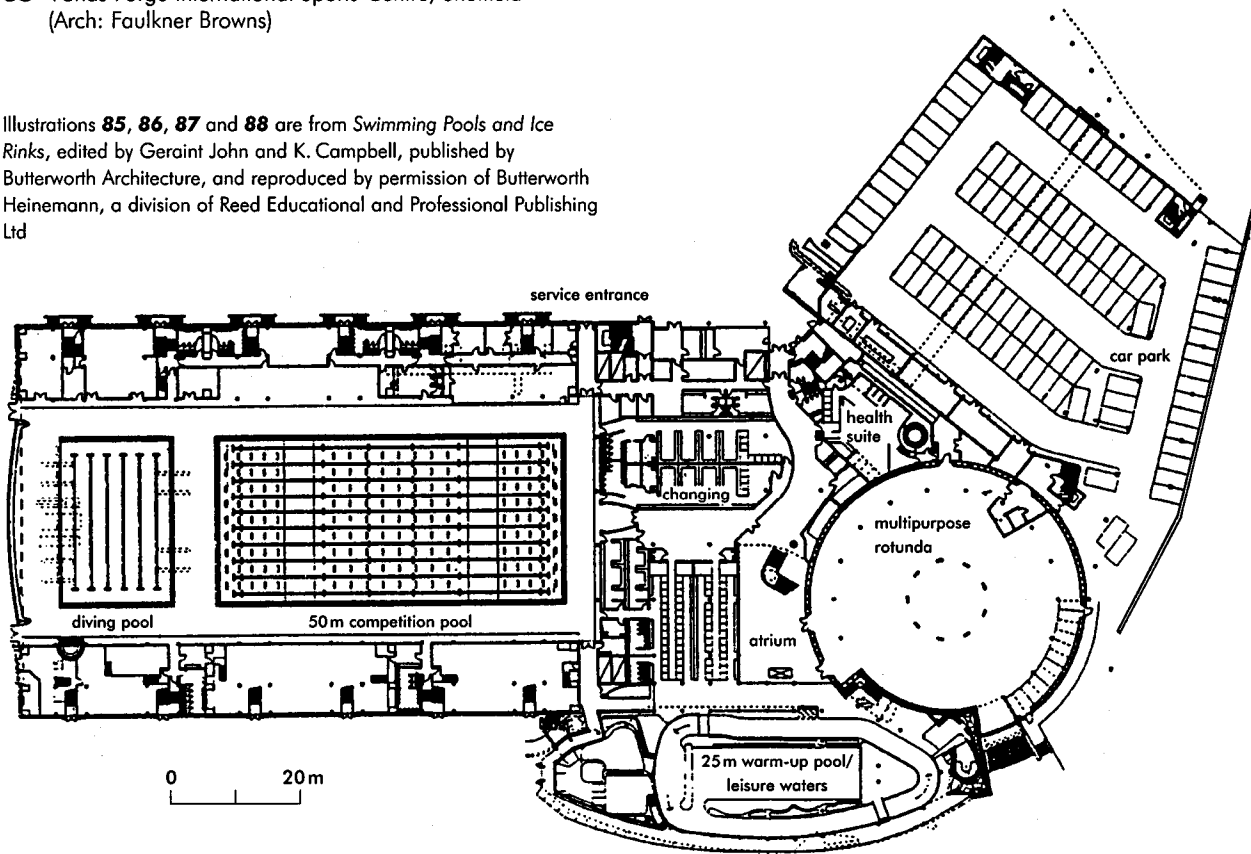 (Arch: Faulkner Browns)
Illustrations 85, 86, 87 and 88 are from Swimming Pools and Ice
Rinks, edited by Geraint John and K. Campbell, published by
Butterworth Architecture, and reproduced by permission of Butterworth
Heinemann, a division of Reed Educational and Professional Publishing
Ltd
service entrance
car park
health
suite
changing
multipurpose
rotunda
diving pool
50m competition pool
atrium
25m warm-up pool/
leisure waters
0 20m